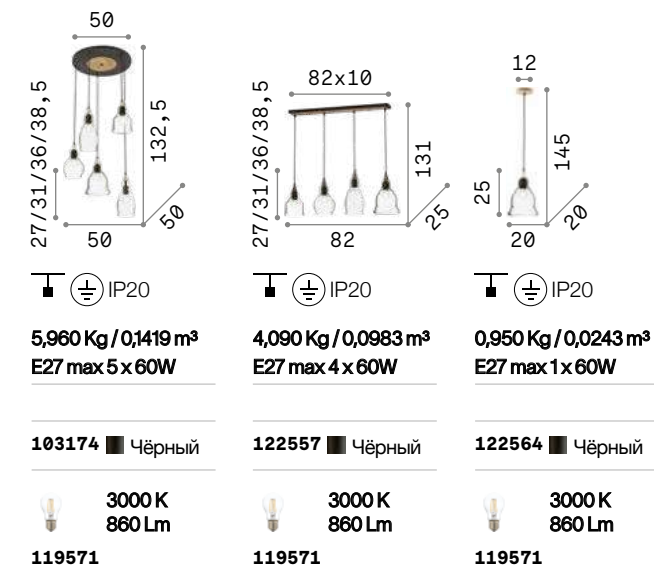 50
27/31/36/38,5
132,5
50
50
82x10
27/31/36/38,5
131
25
82
12
145
25
20
20
IP20
5,960 Kg / 0,1419 m³
E27 max 5 x 60W
103174 Чёрный
3000 K
860 Lm
119571
IP20
4,090 Kg / 0,0983 m³
E27 max 4 x 60W
122557 Чёрный
3000 K
860 Lm
119571
IP20
0,950 Kg / 0,0243 m³
E27 max 1 x 60W
122564 Чёрный
3000 K
860 Lm
119571